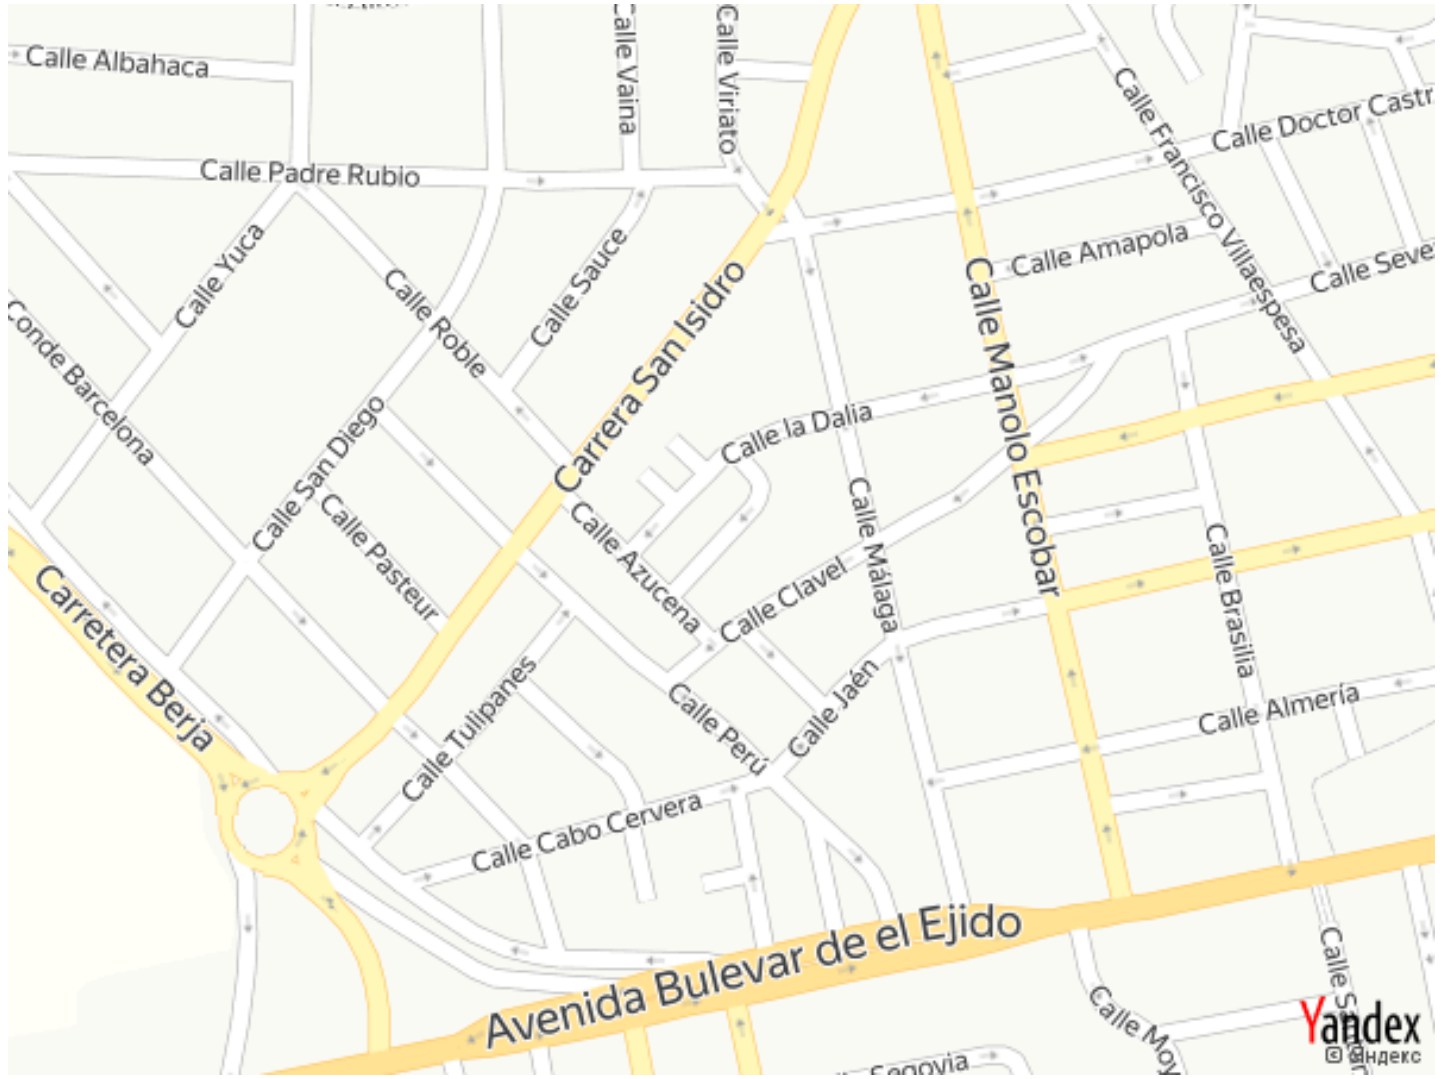 Calle Albahaca
Calle Vaina
Calle Viriato
Calle Francisco Villaespesa
Calle Doctor Castr
Calle Padre Rubio
Calle Yuca
Calle Sauce
Calle Amapola
Calle Seve
Conde Barcelona
Calle Roble
Carrera San Isidro
Calle Manolo Escobar
Calle San Diego
Calle la Dalia
Calle Pasteur
Calle Azucena
Calle Clavel
Calle Málaga
Calle Brasilia
Carretera Berja
Calle Tulipanes
Calle Perú
Calle Jaén
Calle Almería
Calle Cabo Cervera
Avenida Bulevar de el Ejido
Calle Moy
Segovia
Yandex
© Яндекс